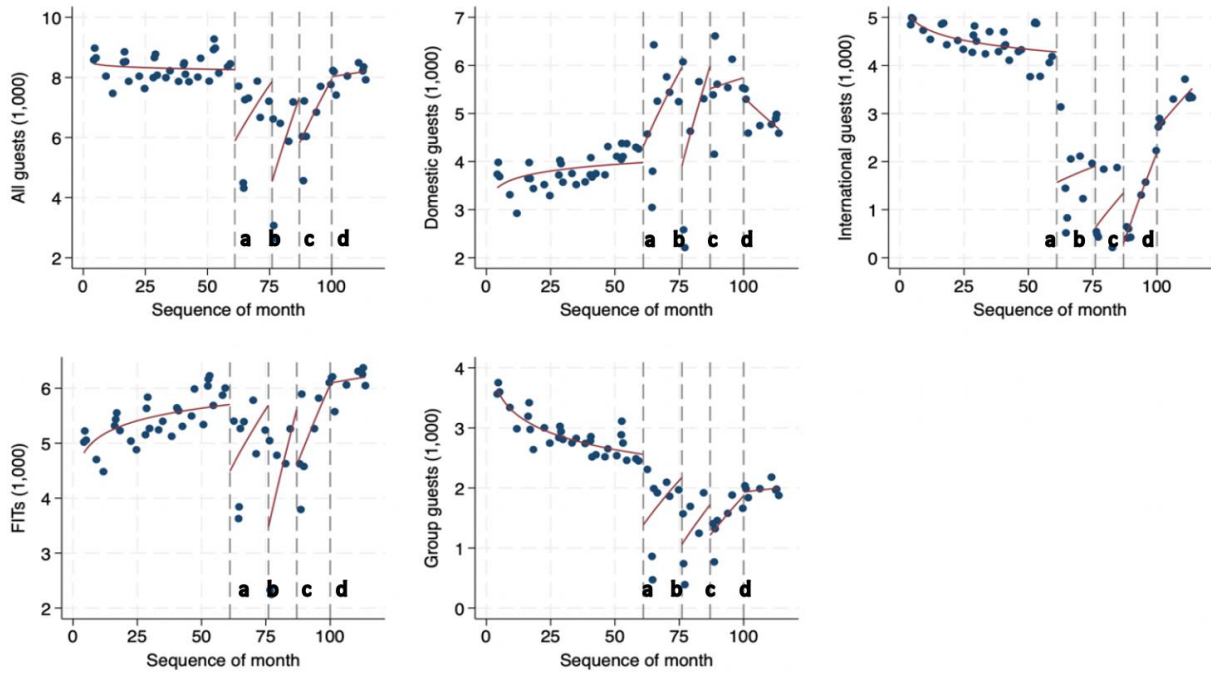 All guests (1,000)
10
8
6
4
2
a b c d
0 25 50 75 100
Sequence of month
Domestic guests (1,000)
7
6
5
4
3
2
a b c d
0 25 50 75 100
Sequence of month
International guests (1,000)
5
4
3
2
1
0
a b c d
0 25 50 75 100
Sequence of month
FITs (1,000)
6
5
4
3
2
a b c d
0 25 50 75 100
Sequence of month
Group guests (1,000)
4
3
2
1
0
a b c d
0 25 50 75 100
Sequence of month